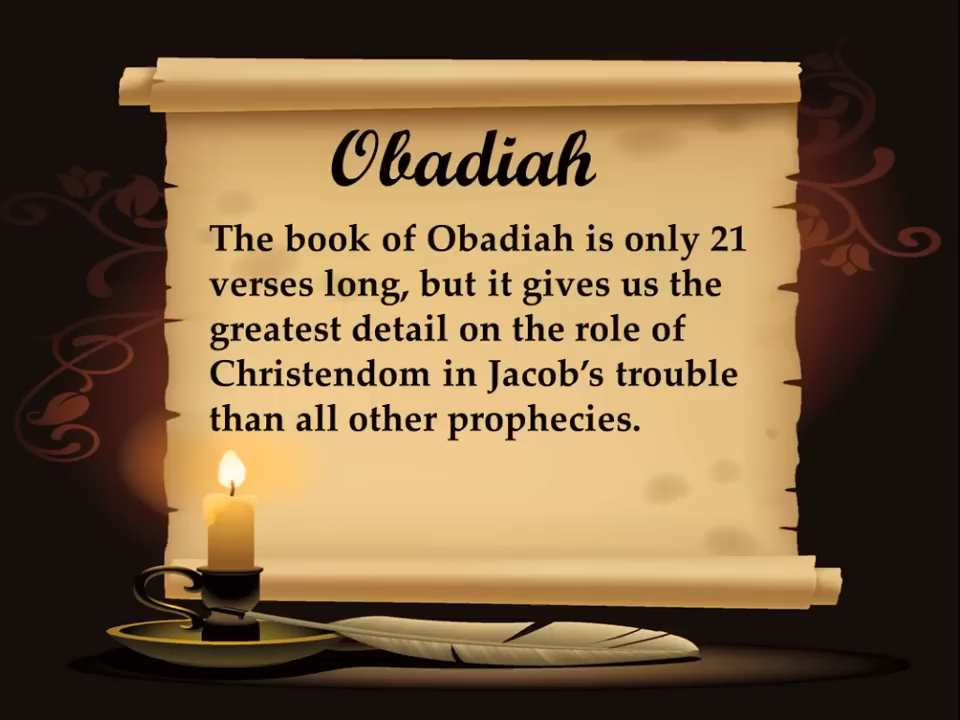 Obadiah
The book of Obadiah is only 21
verses long, but it gives us the
greatest detail on the role of
Christendom in Jacob’s trouble
than all other prophecies.